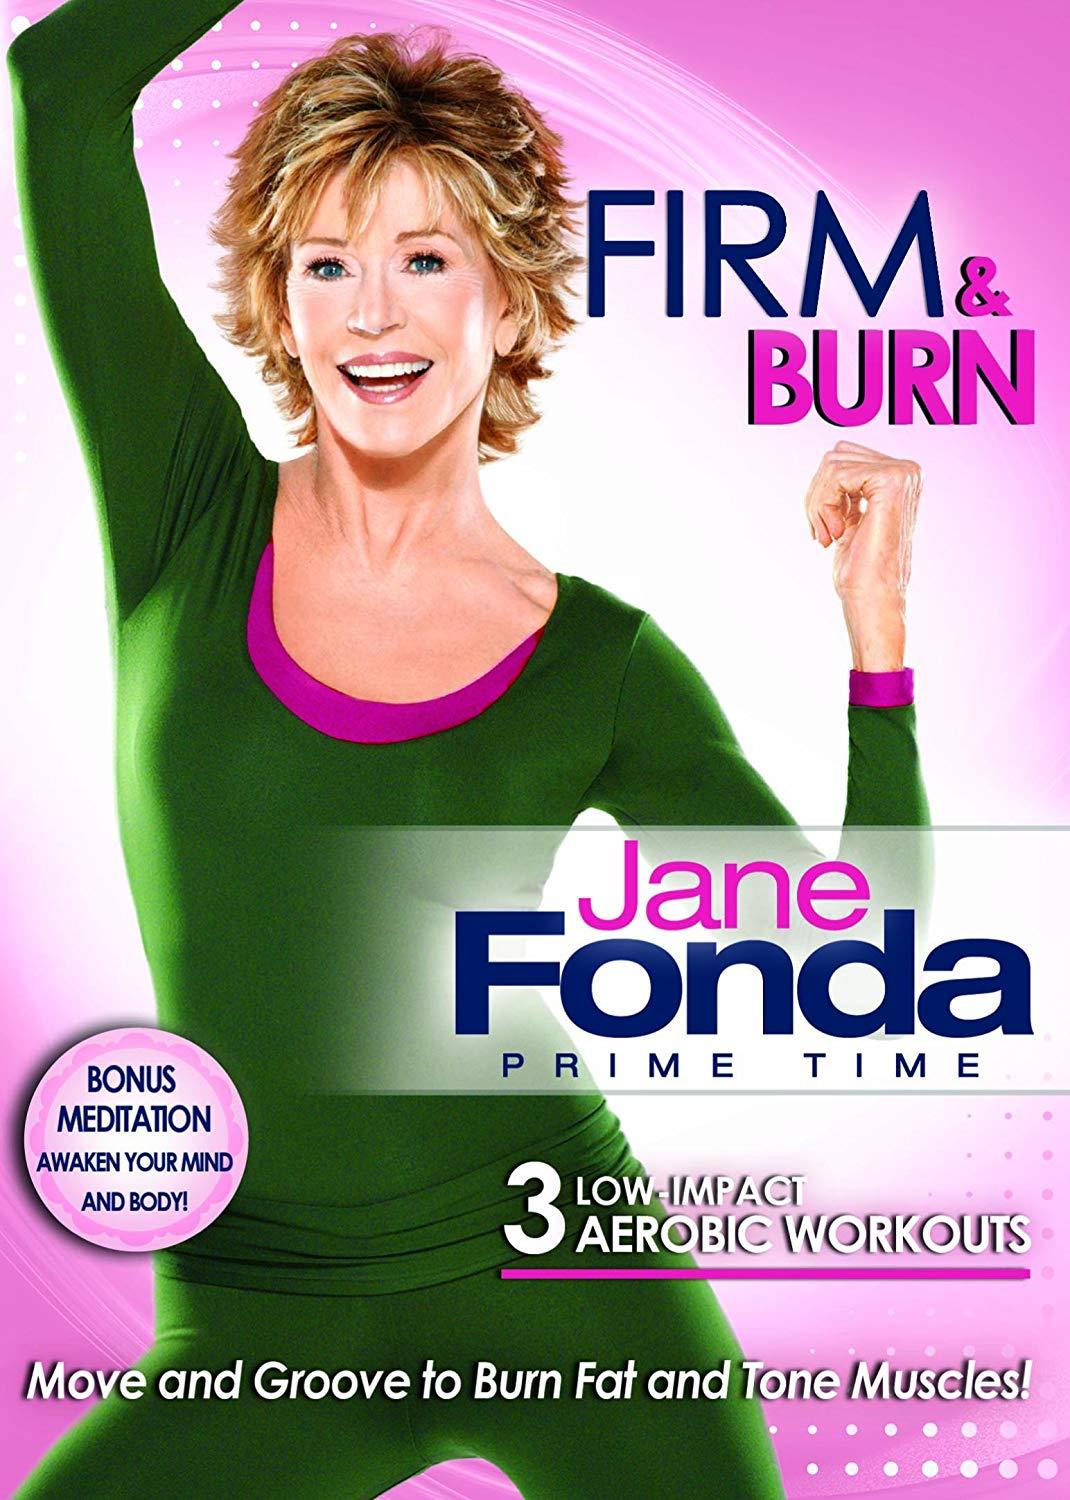 FIRM &
BURN
Jane
Fonda
PRIME TIME
BONUS
MEDITATION
AWAKEN YOUR MIND
AND BODY!
3 LOW-IMPACT
AEROBIC WORKOUTS
Move and Groove to Burn Fat and Tone Muscles!